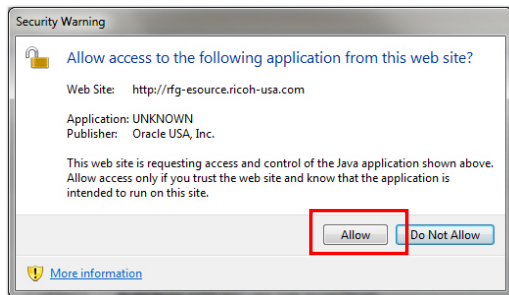 Security Warning
Allow access to the following application from this web site?
Web Site: http://rfg-esource.ricoh-usa.com
Application: UNKNOWN
Publisher: Oracle USA, Inc.
This web site is requesting access and control of the Java application shown above.
Allow access only if you trust the web site and know that the application is
intended to run on this site.
Allow Do Not Allow
More information